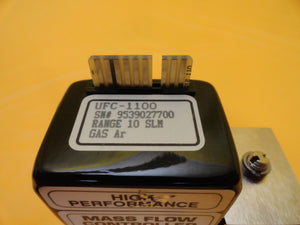 UFC-1100
SN# 9539027700
RANGE 10 SLM
GAS Ar
HIGH
PERFORMANCE
MASS FLOW
CONTROLLER